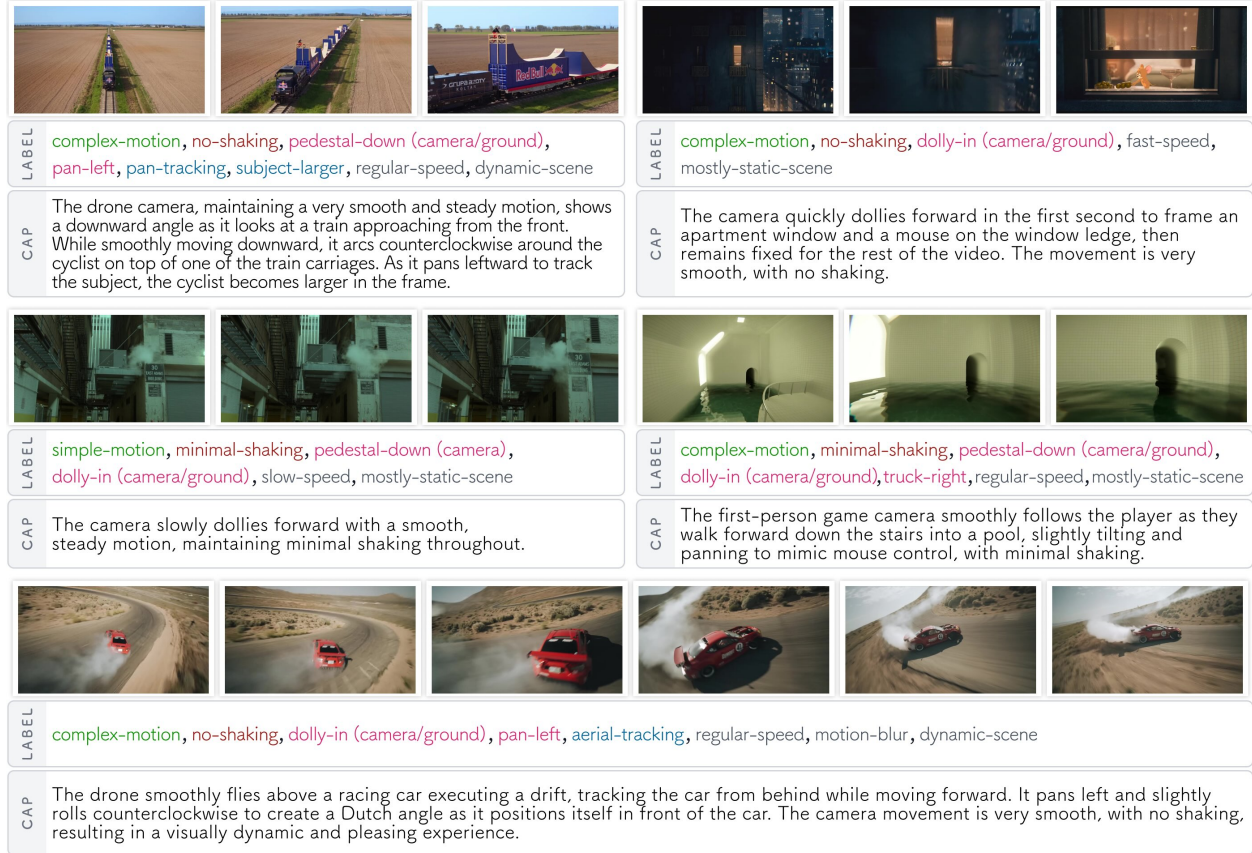 Red Bull
LABEL
complex-motion, no-shaking, pedestal-down (camera/ground),
pan-left, pan-tracking, subject-larger, regular-speed, dynamic-scene
CAP
The drone camera, maintaining a very smooth and steady motion, shows
a downward angle as it looks at a train approaching from the front.
While smoothly moving downward, it arcs counterclockwise around the
cyclist on top of one of the train carriages. As it pans leftward to track
the subject, the cyclist becomes larger in the frame.
LABEL
complex-motion, no-shaking, dolly-in (camera/ground), fast-speed,
mostly-static-scene
CAP
The camera quickly dollies forward in the first second to frame an
apartment window and a mouse on the window ledge, then
remains fixed for the rest of the video. The movement is very
smooth, with no shaking.
LABEL
simple-motion, minimal-shaking, pedestal-down (camera),
dolly-in (camera/ground), slow-speed, mostly-static-scene
CAP
The camera slowly dollies forward with a smooth,
steady motion, maintaining minimal shaking throughout.
LABEL
complex-motion, minimal-shaking, pedestal-down (camera/ground),
dolly-in (camera/ground), truck-right, regular-speed, mostly-static-scene
CAP
The first-person game camera smoothly follows the player as they
walk forward down the stairs into a pool, slightly tilting and
panning to mimic mouse control, with minimal shaking.
LABEL
complex-motion, no-shaking, dolly-in (camera/ground), pan-left, aerial-tracking, regular-speed, motion-blur, dynamic-scene
CAP
The drone smoothly flies above a racing car executing a drift, tracking the car from behind while moving forward. It pans left and slightly
rolls counterclockwise to create a Dutch angle as it positions itself in front of the car. The camera movement is very smooth, with no shaking,
resulting in a visually dynamic and pleasing experience.